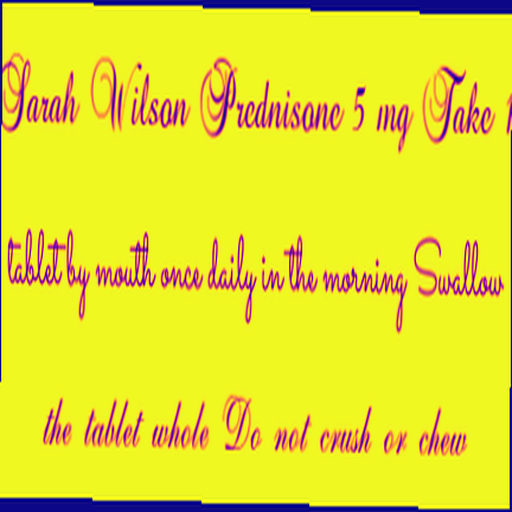 Sarah Wilson Prednisone 5 mg Take 1
tablet by mouth once daily in the morning Swallow
the tablet whole Do not crush or chew